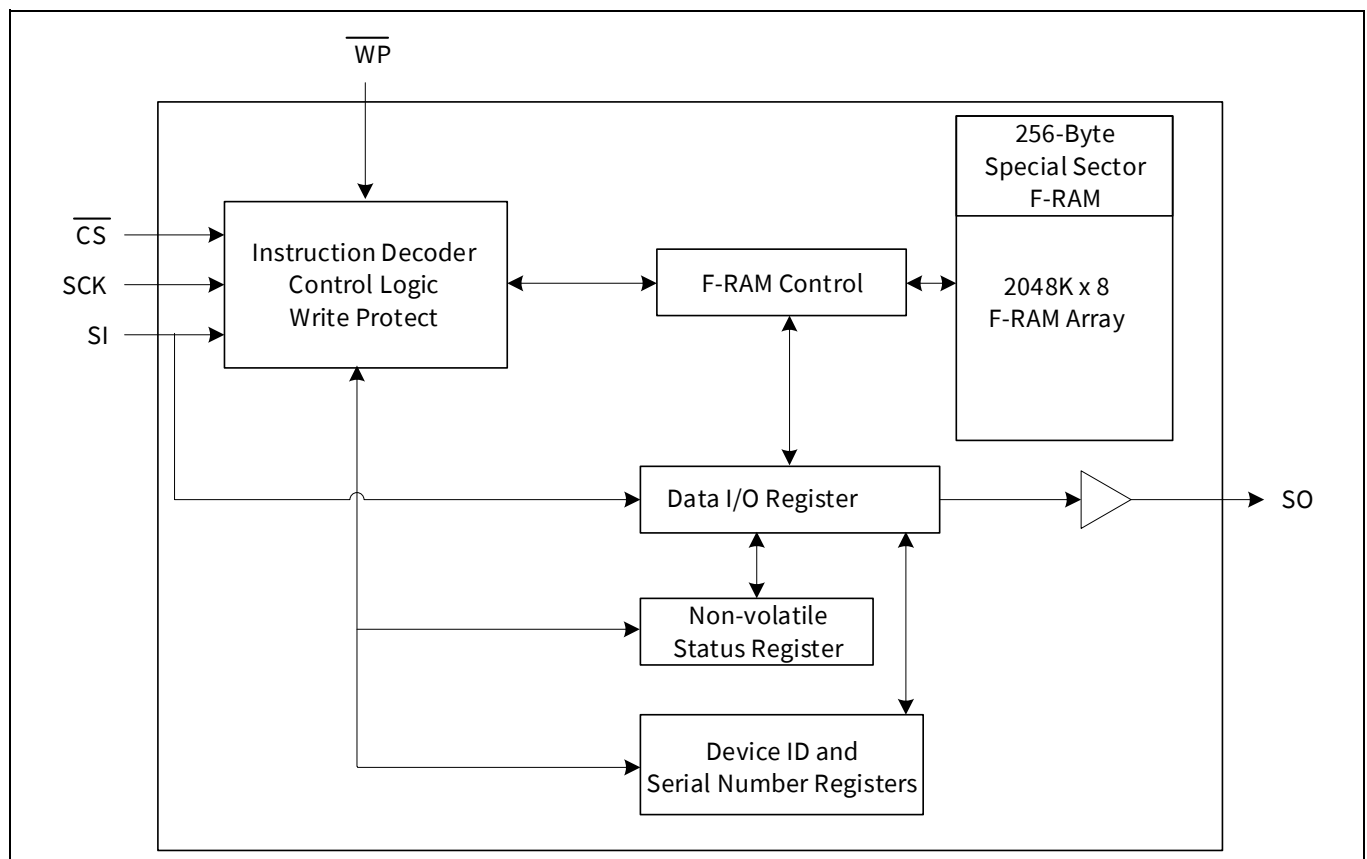 WP
256-Byte
Special Sector
F-RAM
CS
SCK
SI
Instruction Decoder
Control Logic
Write Protect
F-RAM Control
2048K x 8
F-RAM Array
Data I/O Register
SO
Non-volatile
Status Register
Device ID and
Serial Number Registers